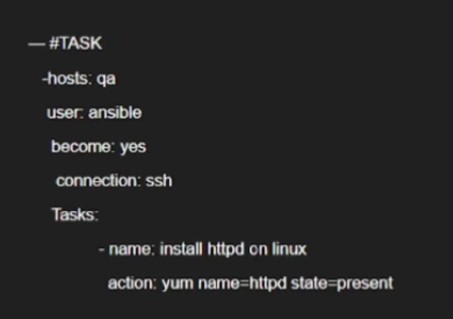 — #TASK
-hosts: qa
user: ansible
become: yes
connection: ssh
Tasks:
- name: install httpd on linux
action: yum name=httpd state=present